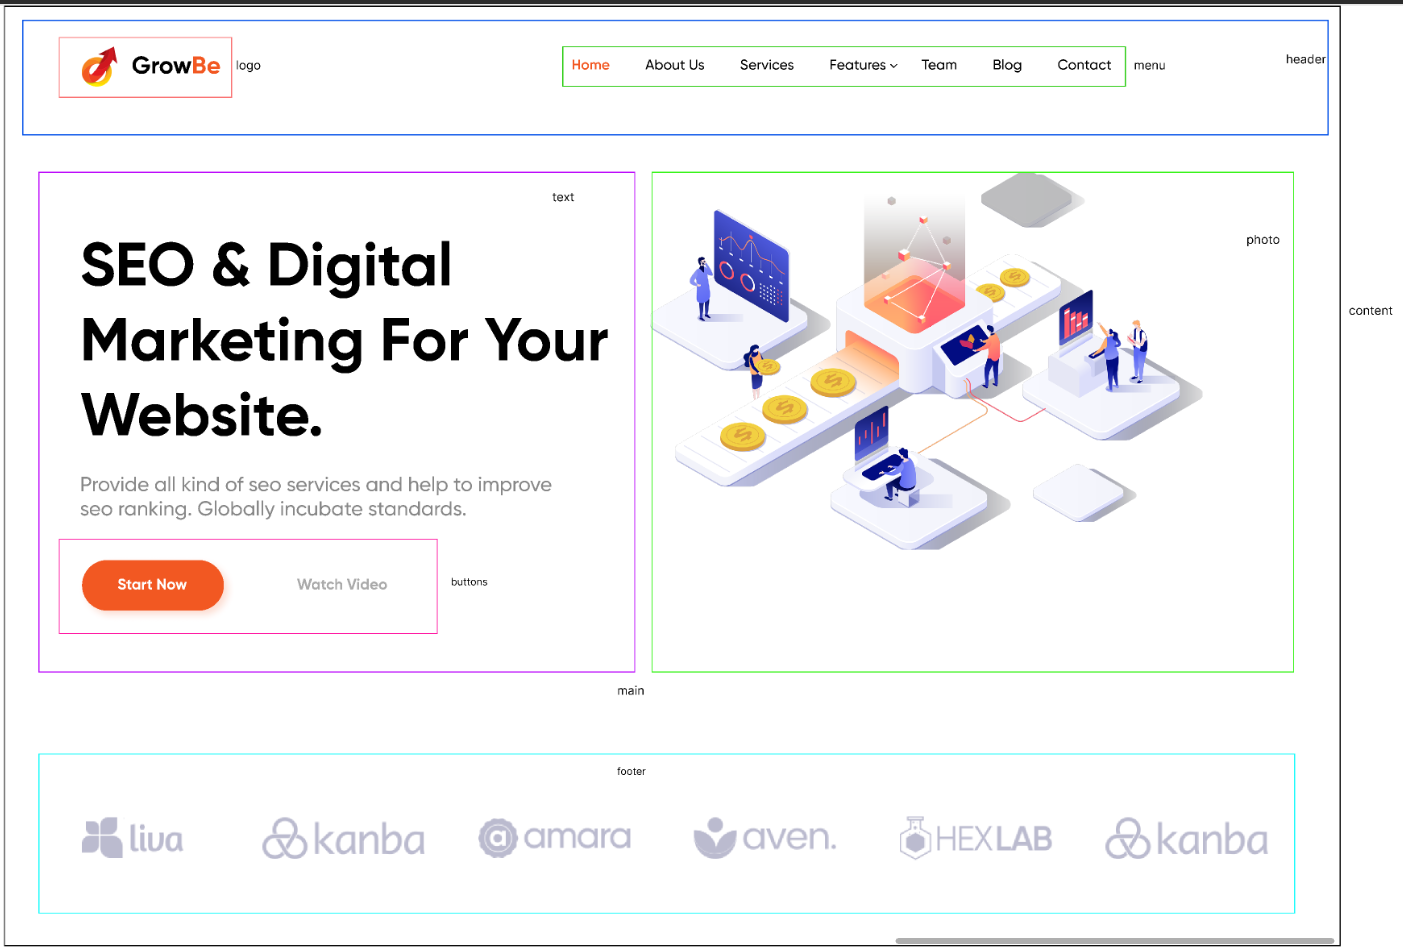 GrowBe
logo
Home About Us Services Features Team Blog Contact
menu
header
text
SEO & Digital
Marketing For Your
Website.
Provide all kind of seo services and help to improve
seo ranking. Globally incubate standards.
Start Now
Watch Video
buttons
photo
content
main
footer
liva
kanba
amara
aven.
HEXLAB
kanba